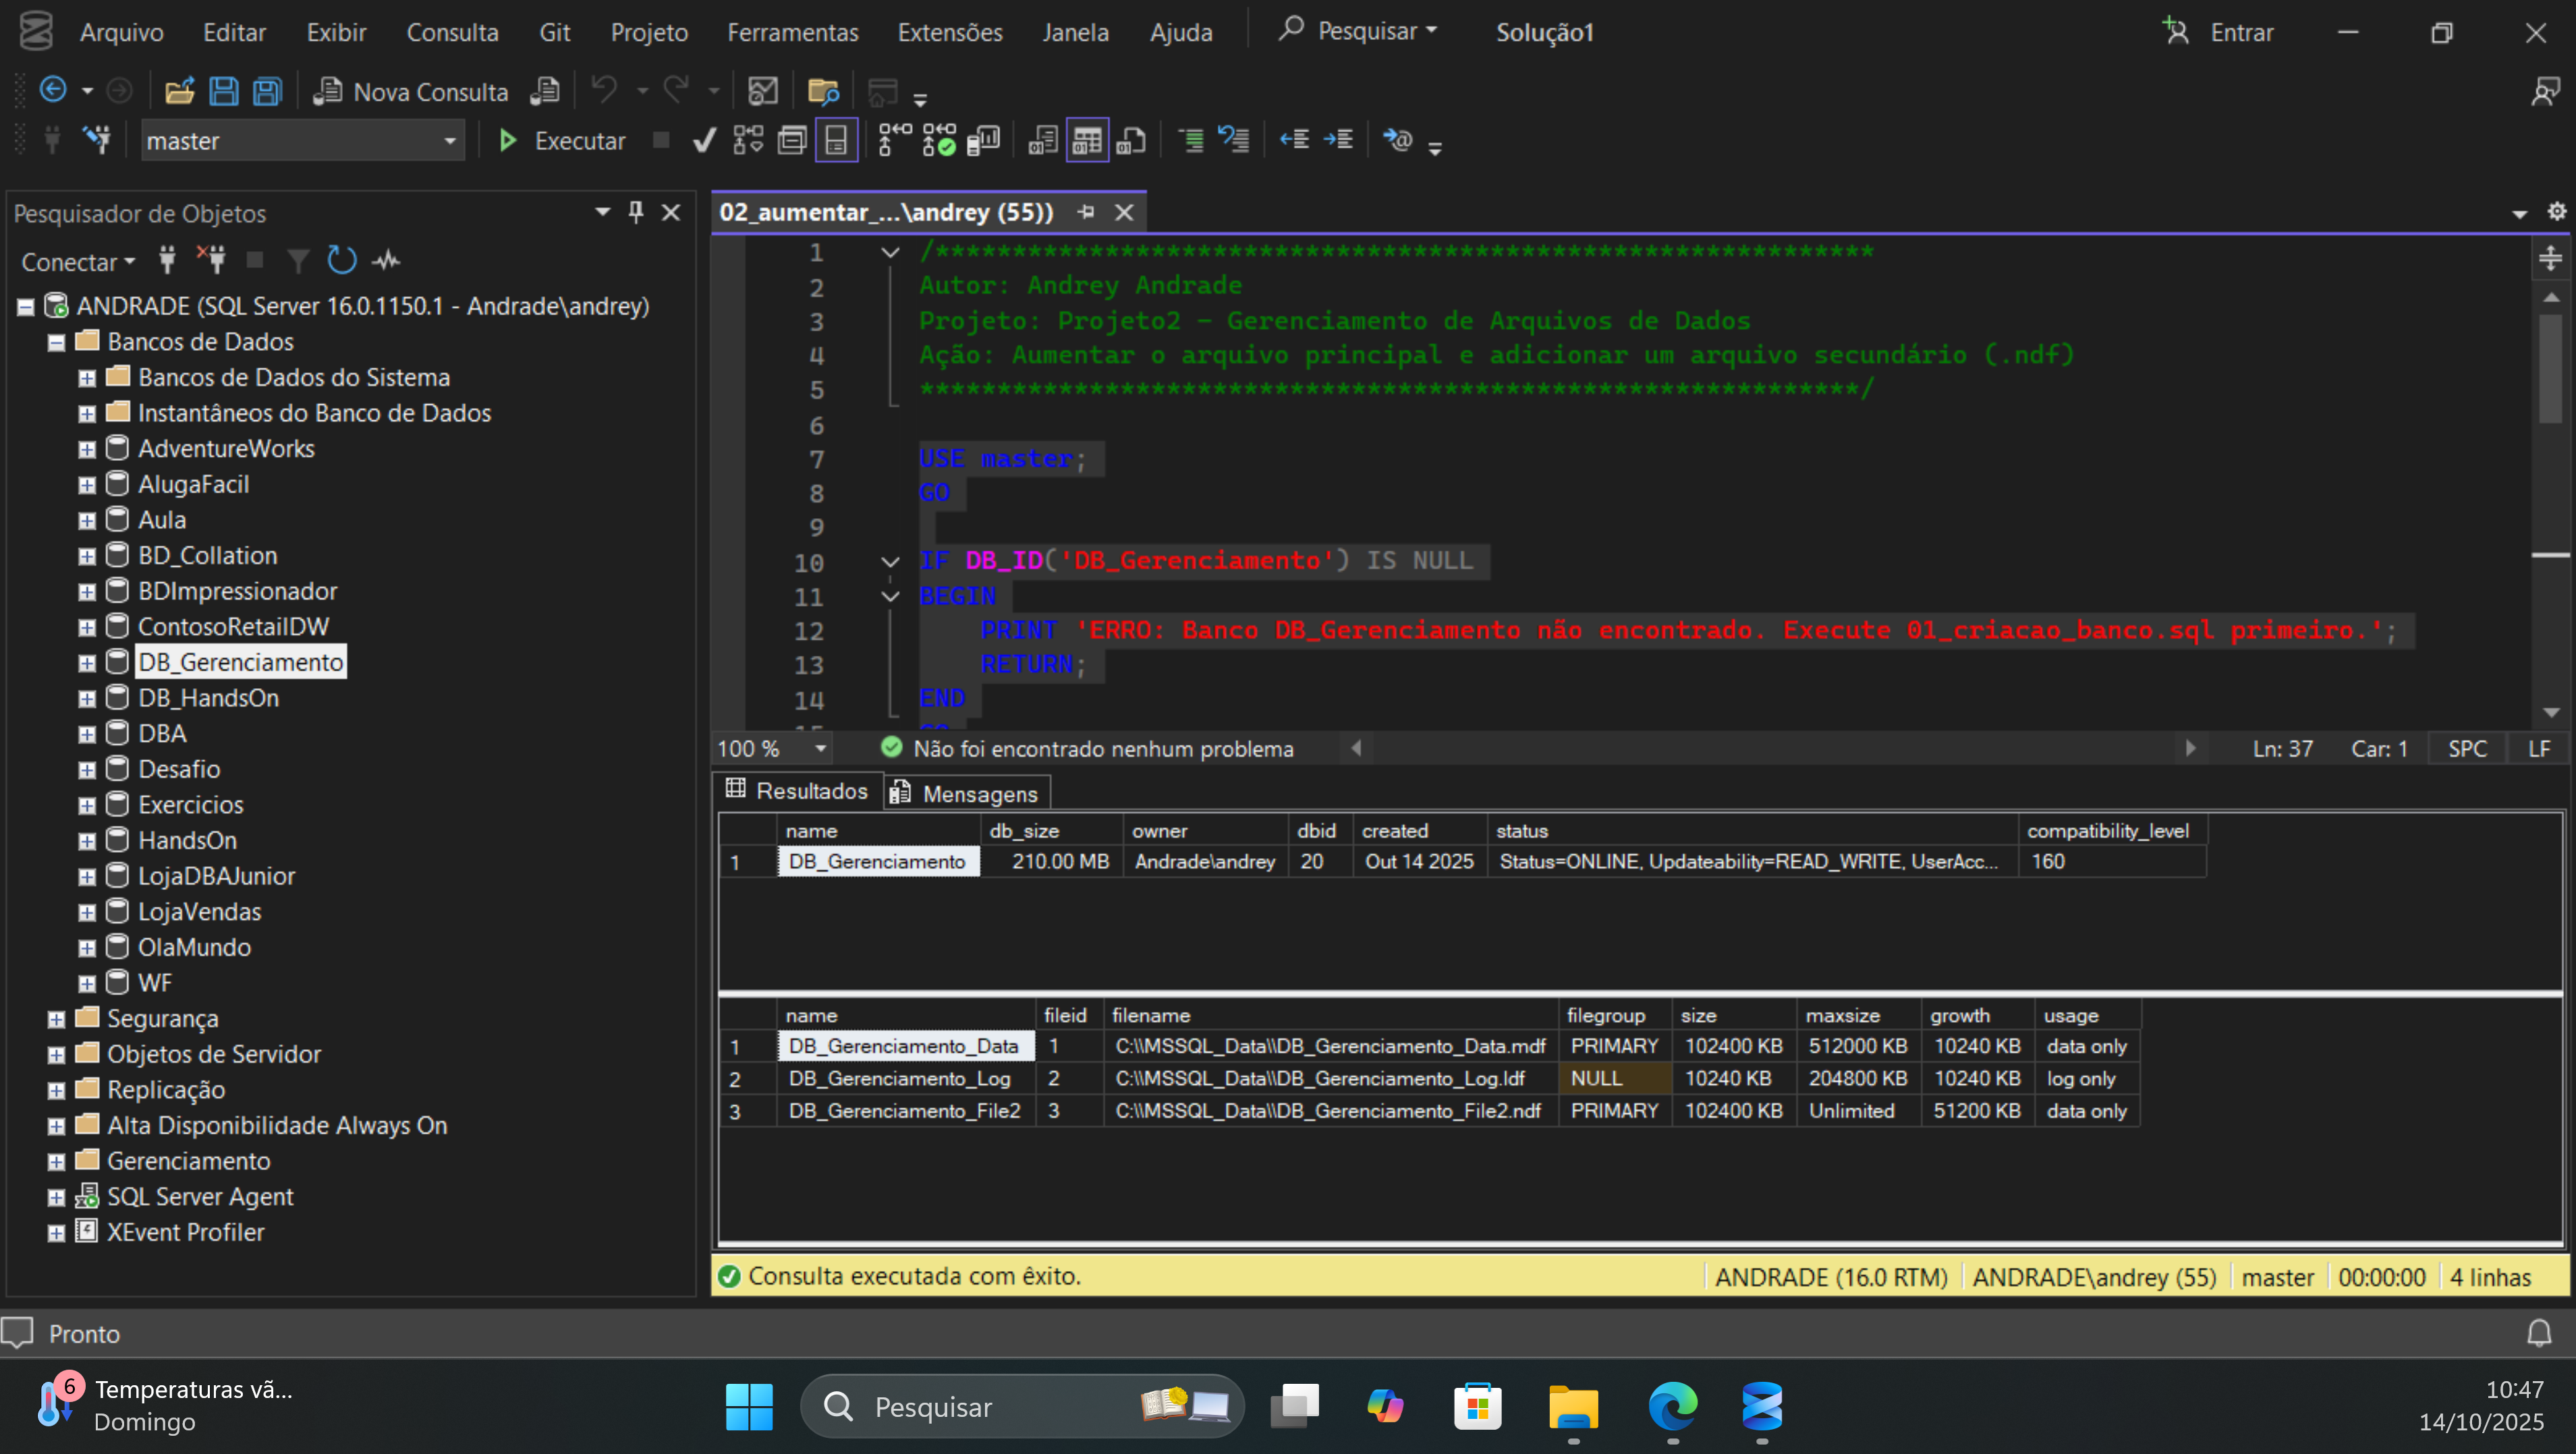 Arquivo Editar Exibir Consulta Git Projeto Ferramentas Extensões Janela Ajuda Pesquisar Solução1 Entrar
Nova Consulta
master Executar
Pesquisador de Objetos
Conectar
ANDRADE (SQL Server 16.0.1150.1 - Andrade\andrey)
Bancos de Dados
Bancos de Dados do Sistema
Instantâneos do Banco de Dados
AdventureWorks
AlugaFacil
Aula
BD_Collation
BDImpressionador
ContosoRetailDW
DB_Gerenciamento
DB_HandsOn
DBA
Desafio
Exercicios
HandsOn
LojaDBAJunior
LojaVendas
OlaMundo
WF
Segurança
Objetos de Servidor
Replicação
Alta Disponibilidade Always On
Gerenciamento
SQL Server Agent
XEvent Profiler
02_aumentar_...\andrey (55))
1 /*************************************************************
2 Autor: Andrey Andrade
3 Projeto: Projeto2 - Gerenciamento de Arquivos de Dados
4 Ação: Aumentar o arquivo principal e adicionar um arquivo secundário (.ndf)
5 *************************************************************/
6
7 USE master;
8 GO
9
10 IF DB_ID('DB_Gerenciamento') IS NULL
11 BEGIN
12 PRINT 'ERRO: Banco DB_Gerenciamento não encontrado. Execute 01_criacao_banco.sql primeiro.';
13 RETURN;
14 END
15 GO
100 % Não foi encontrado nenhum problema Ln: 37 Car: 1 SPC LF
Resultados Mensagens
name db_size owner dbid created status compatibility_level
1 DB_Gerenciamento 210.00 MB Andrade\andrey 20 Out 14 2025 Status=ONLINE, Updateability=READ_WRITE, UserAcc... 160
name fileid filename filegroup size maxsize growth usage
1 DB_Gerenciamento_Data 1 C:\\MSSQL_Data\\DB_Gerenciamento_Data.mdf PRIMARY 102400 KB 512000 KB 10240 KB data only
2 DB_Gerenciamento_Log 2 C:\\MSSQL_Data\\DB_Gerenciamento_Log.ldf NULL 10240 KB 204800 KB 10240 KB log only
3 DB_Gerenciamento_File2 3 C:\\MSSQL_Data\\DB_Gerenciamento_File2.ndf PRIMARY 102400 KB Unlimited 51200 KB data only
Consulta executada com êxito. ANDRADE (16.0 RTM) ANDRADE\andrey (55) master 00:00:00 4 linhas
Pronto
6 Temperaturas vã...
Domingo
Pesquisar
10:47
14/10/2025